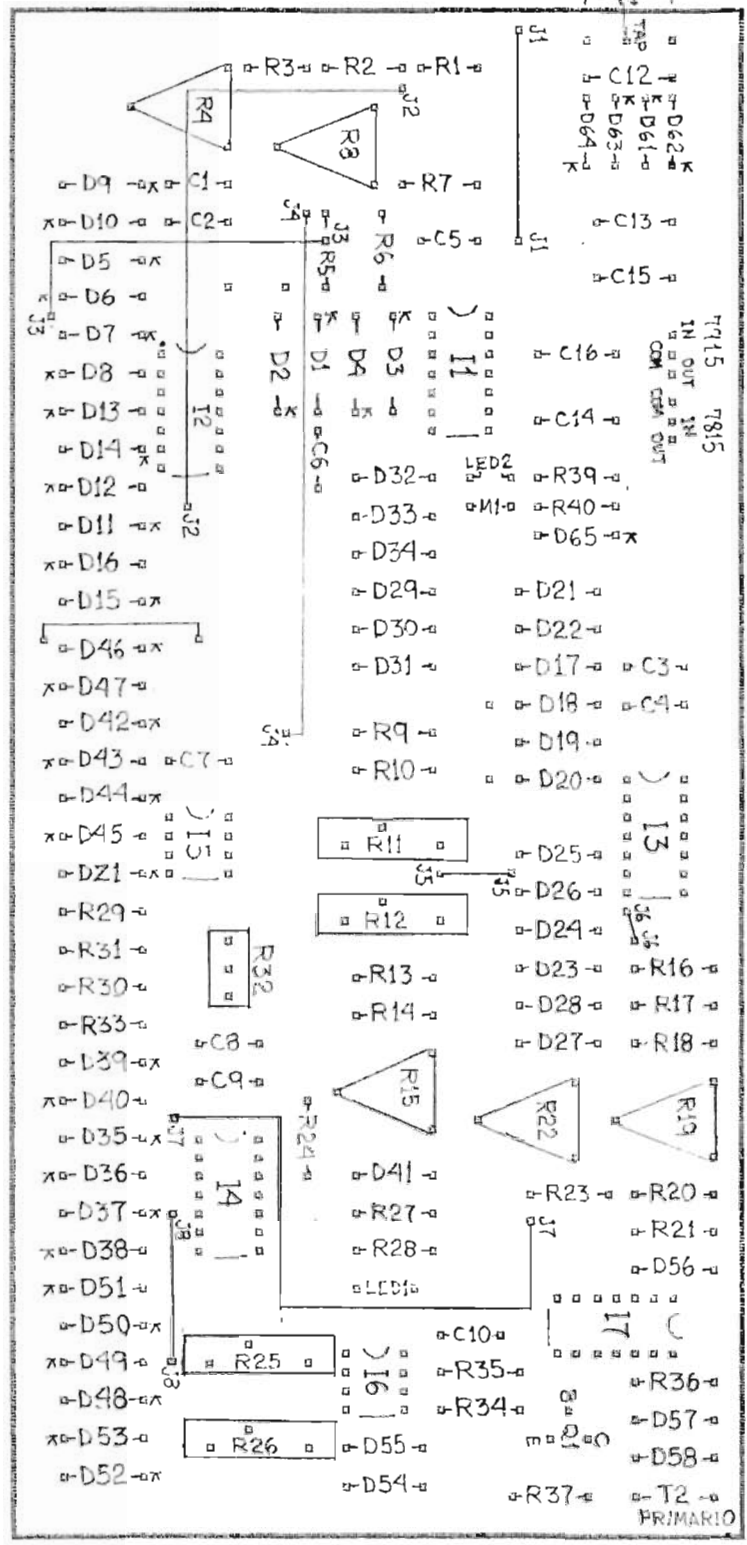 J1
TAP
R3 R2 R1
C12
R4
J2
R8
D64 D63 D61 D62
K K K K
D9 K C1 R7
K D10 C2 J4 J3 C13
R5 R6 C5 J1
D5 K
K D6 C15
J3
D7 K D2 D1 D4 D3 K I1 C16
7915 7815
IN OUT IN
COM COM OUT
K D8
K D13 I2 K K C14
D14 K C6
K D12 D32 LED2 R39
D11 K J2 D33 M1 R40
D65 K
K D16 D34
D15 K D29 D21
D46 K D30 D22
K D47 D31 D17 C3
D42 K D18 C4
J4 R9
K D43 C7 D19
D44 K R10 D20
K D45 I5 R11 I3
D25
DZ1 K J5 J5
D26
R29 R12 J6 J6
D24
R31 R32
R30 R13 D23 R16
R33 R14 D28 R17
D39 K C8 D27 R18
K D40 C9 R15 R22 R19
J7
D35 K R24
K D36 I4 D41
R23 R20
D37 K J8 R27 J7
R21
K D38 R28
D56
K D51 LED1
D50 K I7
C10
K D49 J8 R25 I6 R35
R36
D48 K R34 B
D57
K D53 R26 D55 E Q1 C
D58
D52 K D54
R37 T2
PRIMARIO